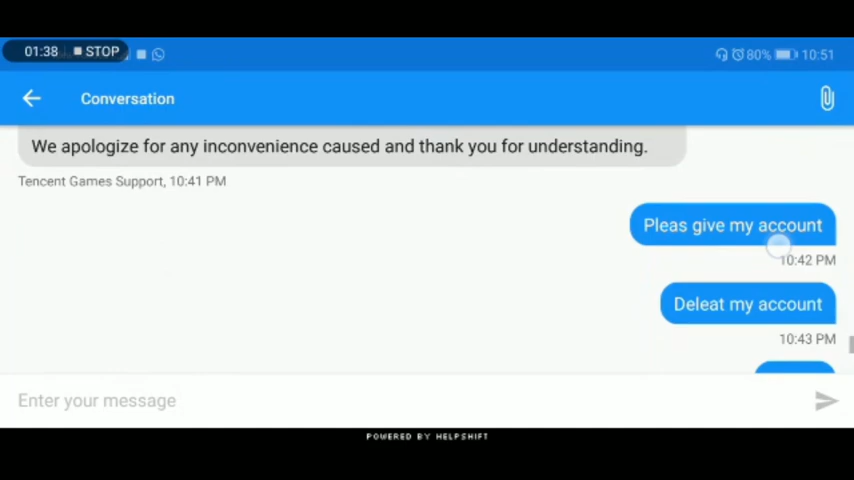 01:38 STOP
80% 10:51
Conversation
We apologize for any inconvenience caused and thank you for understanding.
Tencent Games Support, 10:41 PM
Pleas give my account
10:42 PM
Deleat my account
10:43 PM
Enter your message
POWERED BY HELPSHIFT